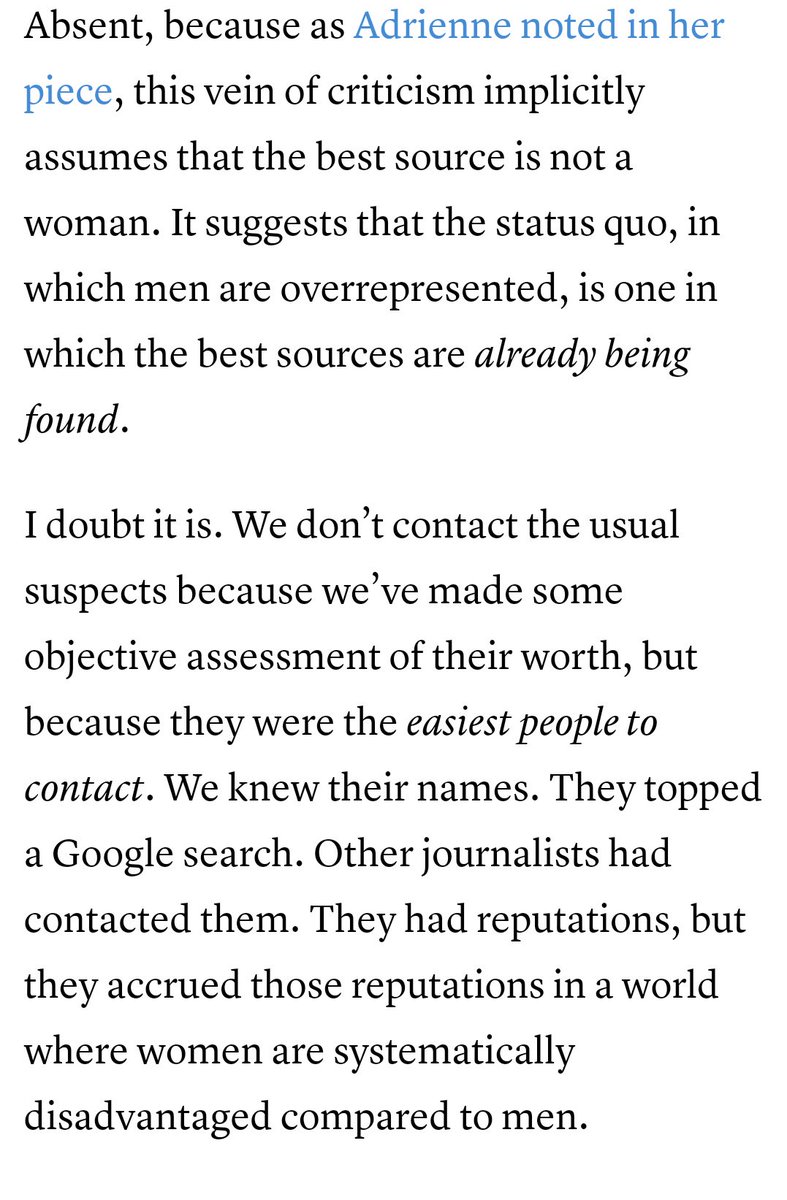 Absent, because as Adrienne noted in her
piece, this vein of criticism implicitly
assumes that the best source is not a
woman. It suggests that the status quo, in
which men are overrepresented, is one in
which the best sources are already being
found.
I doubt it is. We don’t contact the usual
suspects because we’ve made some
objective assessment of their worth, but
because they were the easiest people to
contact. We knew their names. They topped
a Google search. Other journalists had
contacted them. They had reputations, but
they accrued those reputations in a world
where women are systematically
disadvantaged compared to men.